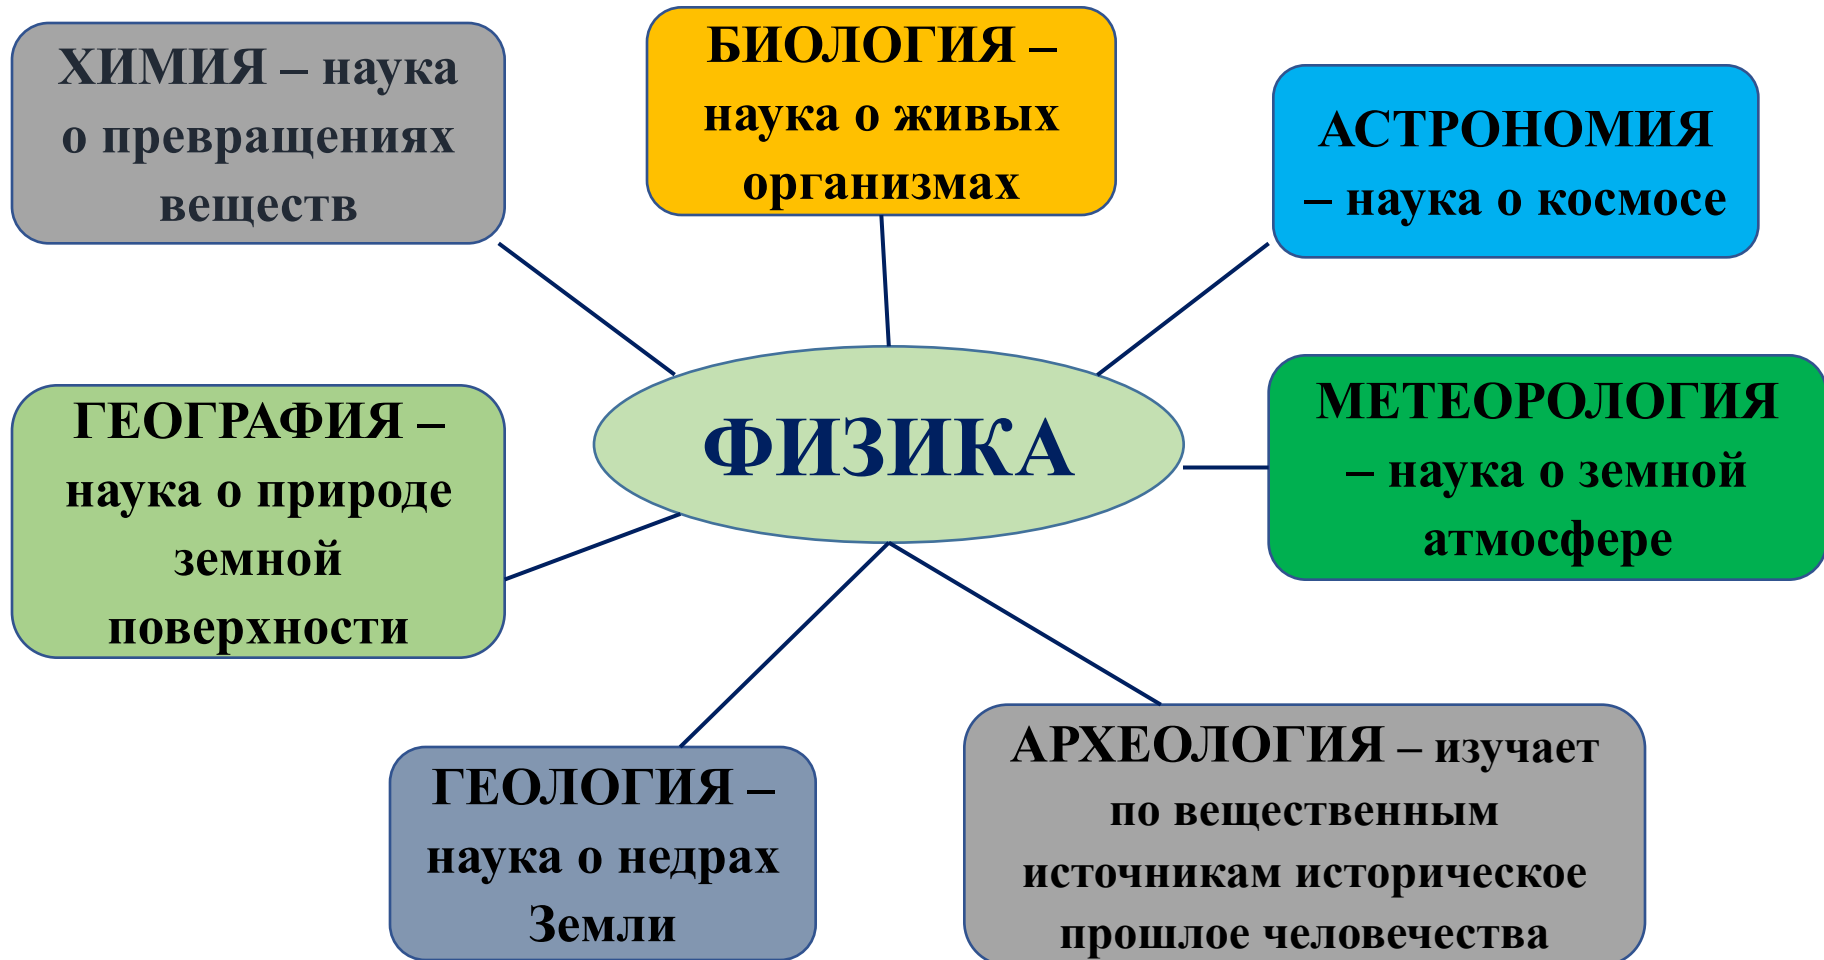 ХИМИЯ – наука
о превращениях
веществ
БИОЛОГИЯ –
наука о живых
организмах
АСТРОНОМИЯ
– наука о космосе
ГЕОГРАФИЯ –
наука о природе
земной
поверхности
ФИЗИКА
МЕТЕОРОЛОГИЯ
– наука о земной
атмосфере
ГЕОЛОГИЯ –
наука о недрах
Земли
АРХЕОЛОГИЯ – изучает
по вещественным
источникам историческое
прошлое человечества